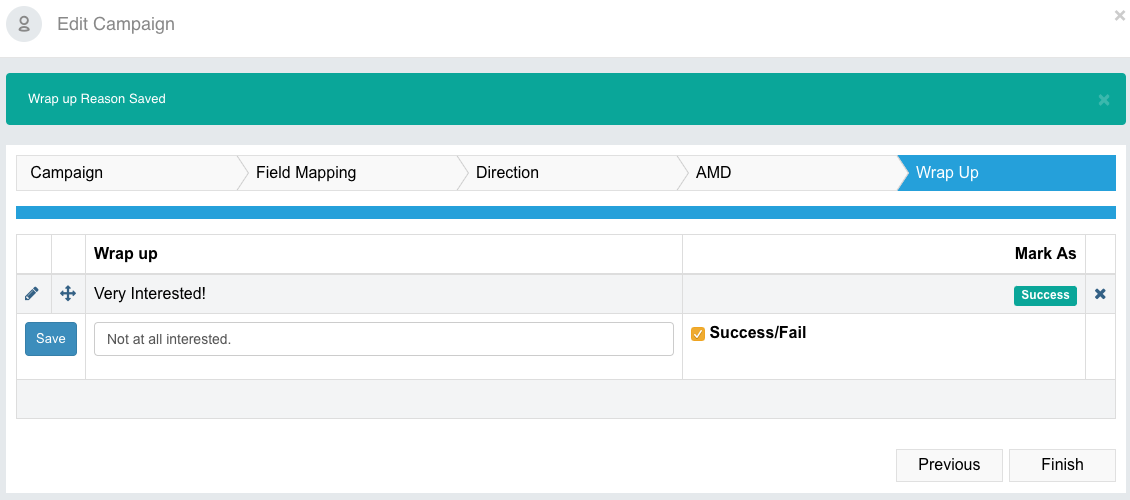 Edit Campaign
Wrap up Reason Saved
Campaign Field Mapping Direction AMD Wrap Up
Wrap up Mark As
Very Interested! Success
Save Not at all interested. Success/Fail
Previous Finish